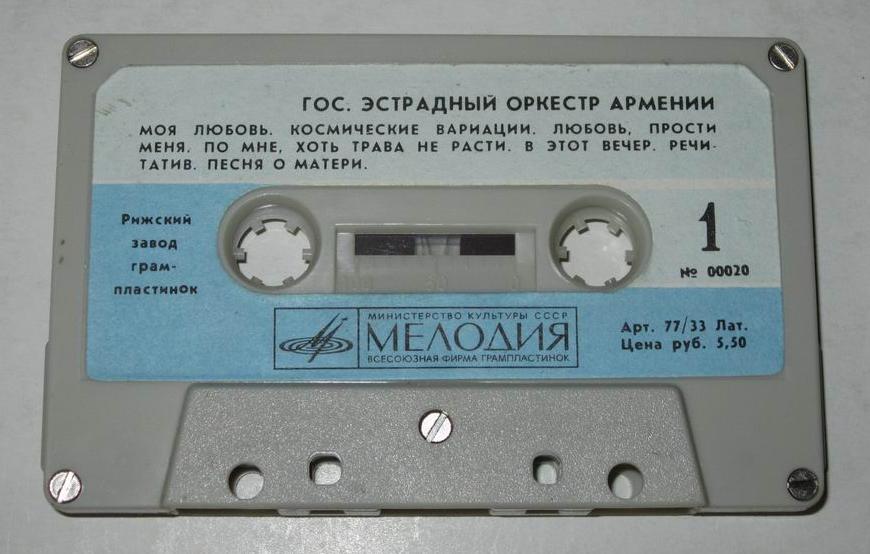 ГОС. ЭСТРАДНЫЙ ОРКЕСТР АРМЕНИИ
МОЯ ЛЮБОВЬ. КОСМИЧЕСКИЕ ВАРИАЦИИ. ЛЮБОВЬ, ПРОСТИ
МЕНЯ. ПО МНЕ, ХОТЬ ТРАВА НЕ РАСТИ. В ЭТОТ ВЕЧЕР. РЕЧИ-
ТАТИВ. ПЕСНЯ О МАТЕРИ.
Рижский
завод
грам-
пластинок
1
№ 00020
МИНИСТЕРСТВО КУЛЬТУРЫ СССР
МЕЛОДИЯ
ВСЕСОЮЗНАЯ ФИРМА ГРАМПЛАСТИНОК
Арт. 77/33 Лат.
Цена руб. 5,50